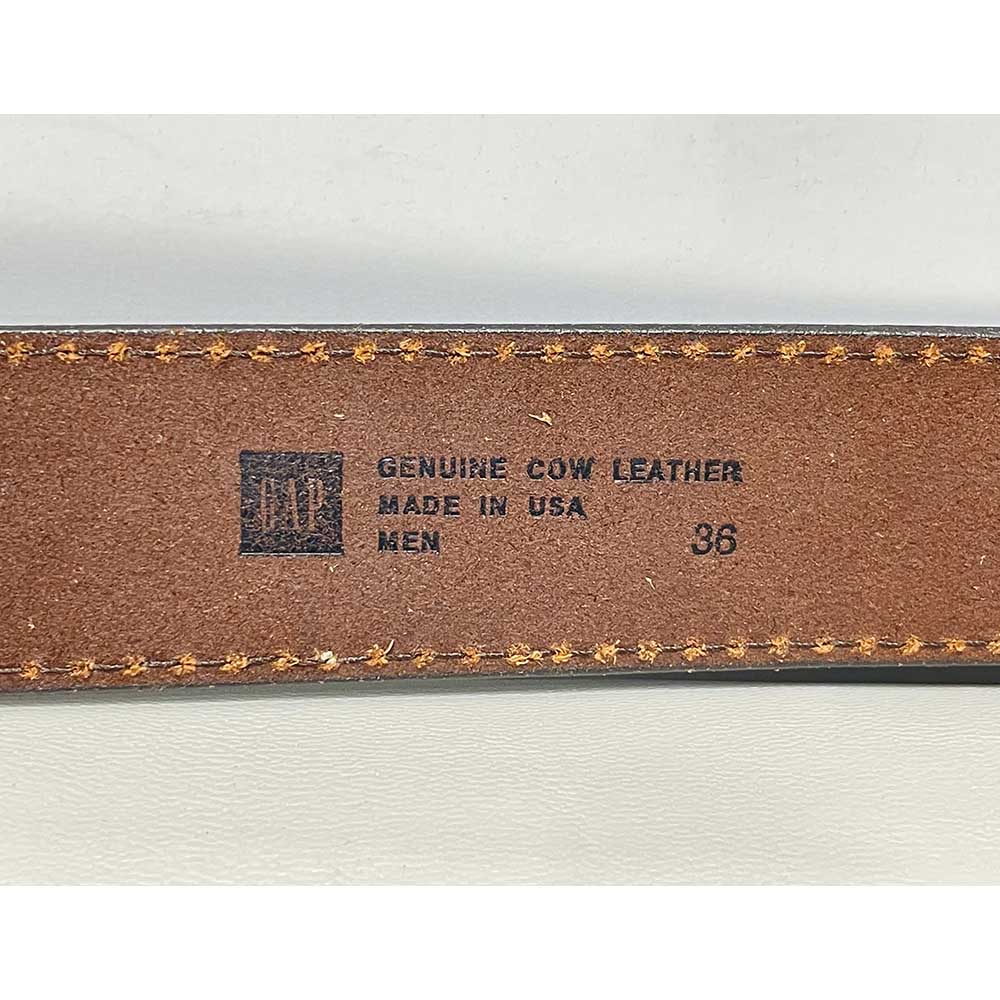 GAP
GENUINE COW LEATHER
MADE IN USA
MEN 36